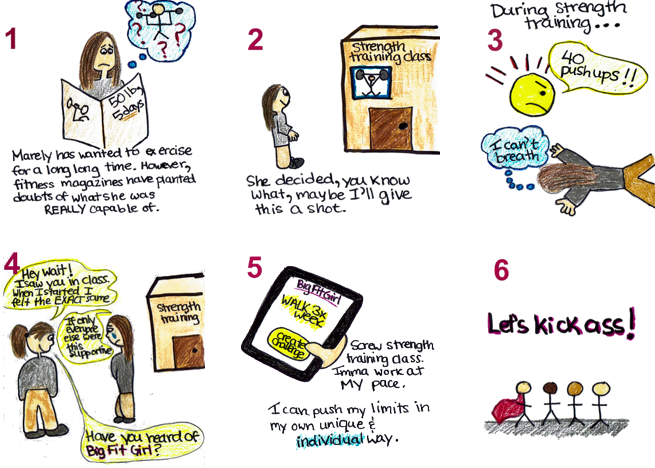 1
???
50 lbs
5 days
Marely has wanted to exercise
for a long long time. However,
fitness magazines have planted
doubts of what she was
REALLY capable of.
2
Strength
training class
She decided, you know
what, maybe I'll give
this a shot.
During strength
training...
3
40
pushups!!
I can't
breath
4
Hey wait!
I saw you in class.
When I started I
felt the EXACT same
If only
everyone
else were
this
supportive
Strength
training
Have you heard of
Big Fit Girl?
5
Big Fit Girl
WALK 3x
week
create
challenge
Screw strength
training class.
Imma work at
MY pace.
I can push my limits in
my own unique &
individual way.
6
Let's kick ass!